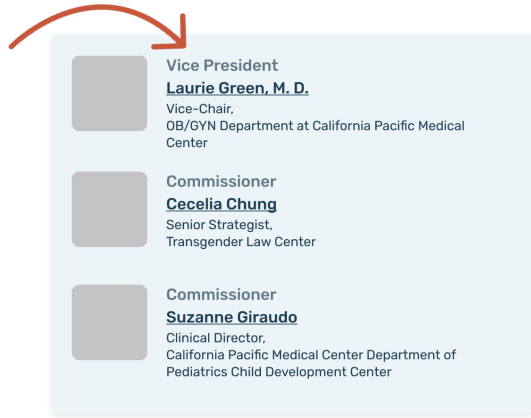 Vice President
Laurie Green, M. D.
Vice-Chair,
OB/GYN Department at California Pacific Medical
Center
Commissioner
Cecelia Chung
Senior Strategist,
Transgender Law Center
Commissioner
Suzanne Giraudo
Clinical Director,
California Pacific Medical Center Department of
Pediatrics Child Development Center